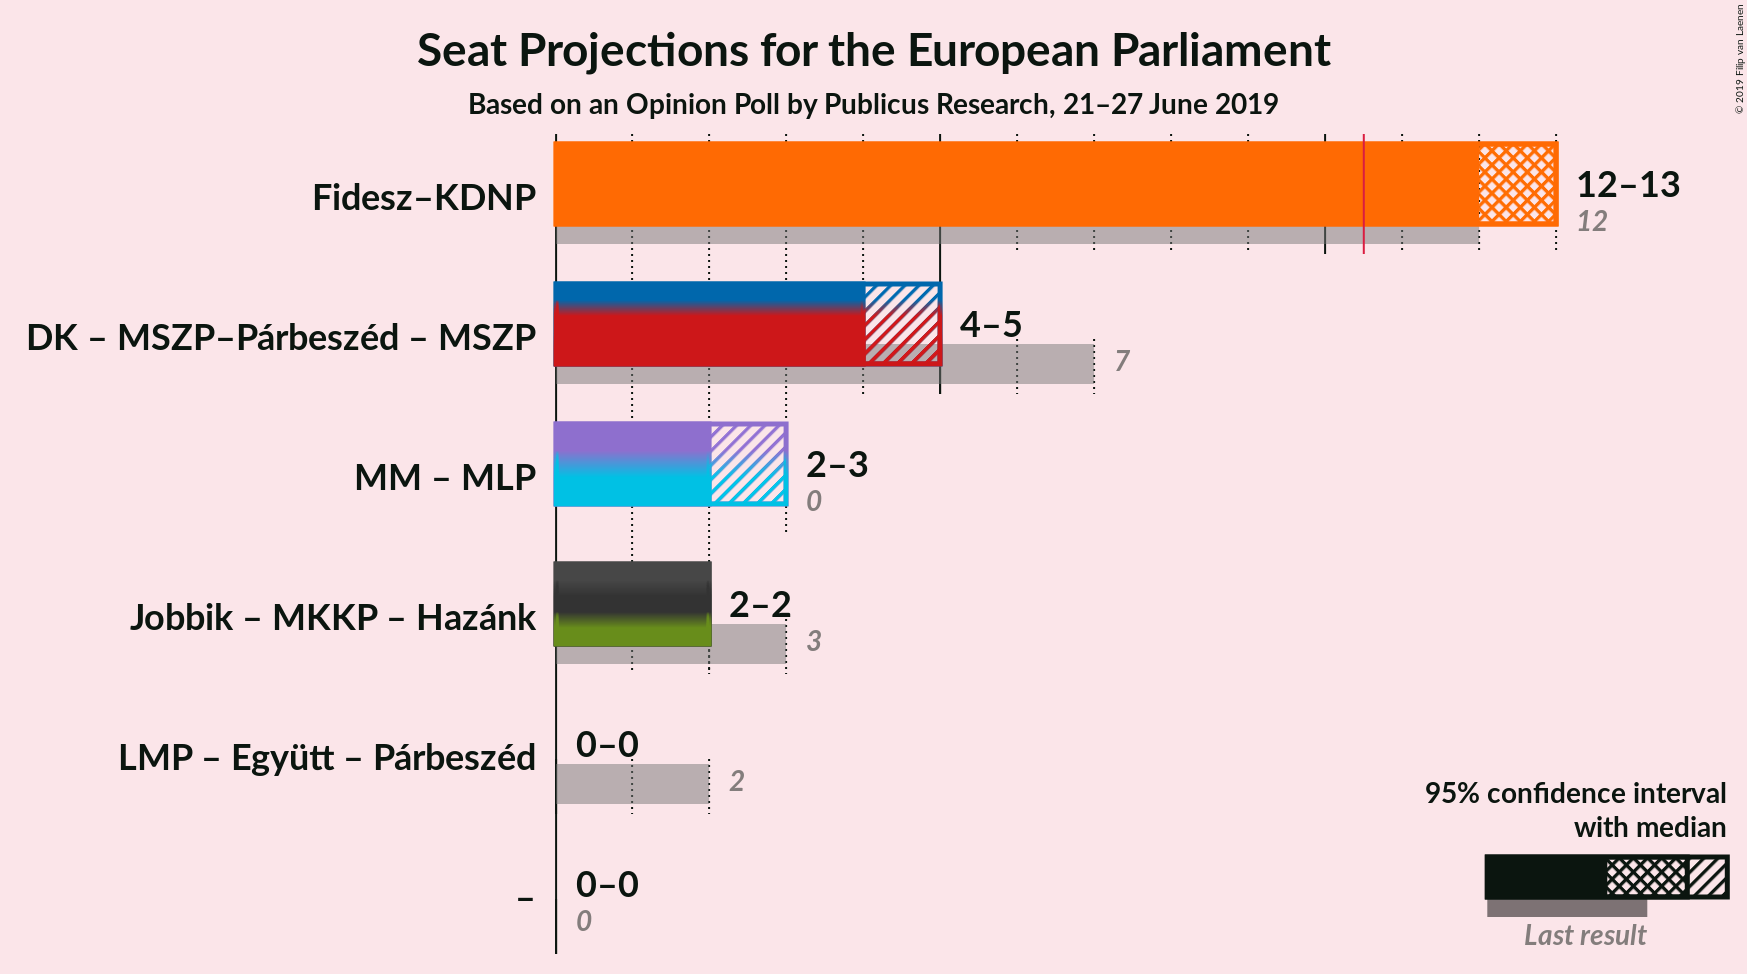 Seat Projections for the European Parliament
Based on an Opinion Poll by Publicus Research, 21–27 June 2019
© 2019 Filip van Laenen
Fidesz–KDNP
12–13
12
DK – MSZP–Párbeszéd – MSZP
4–5
7
MM – MLP
2–3
0
Jobbik – MKKP – Hazánk
2–2
3
LMP – Együtt – Párbeszéd
0–0
2
–
0–0
0
95% confidence interval
with median
Last result